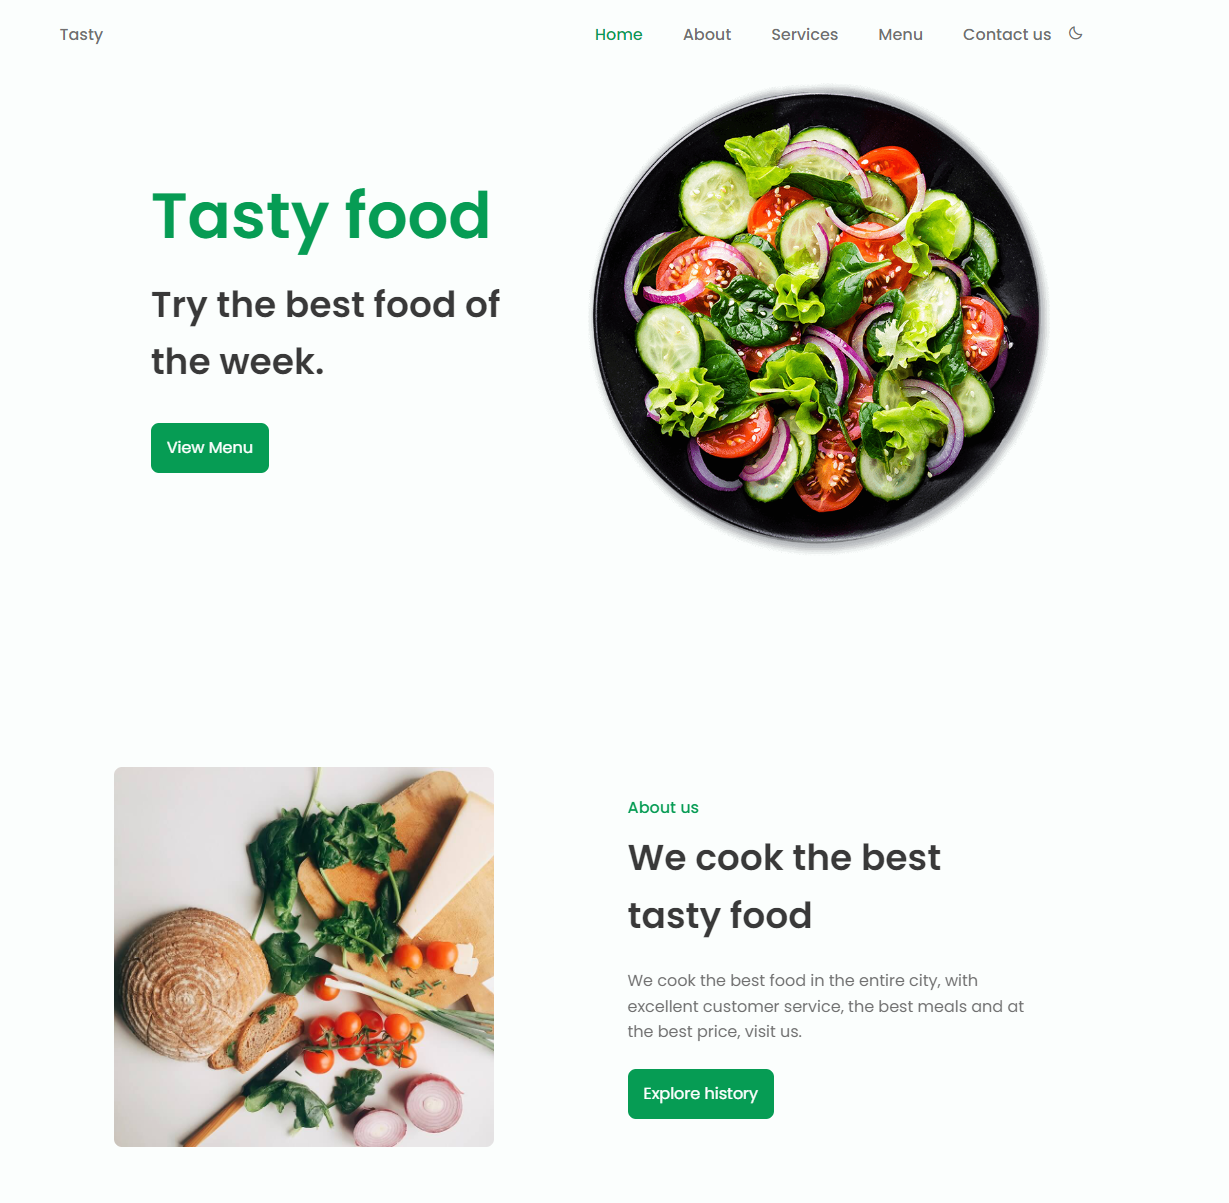 Tasty
Home
About
Services
Menu
Contact us
Tasty food
Try the best food of
the week.
View Menu
About us
We cook the best
tasty food
We cook the best food in the entire city, with
excellent customer service, the best meals and at
the best price, visit us.
Explore history